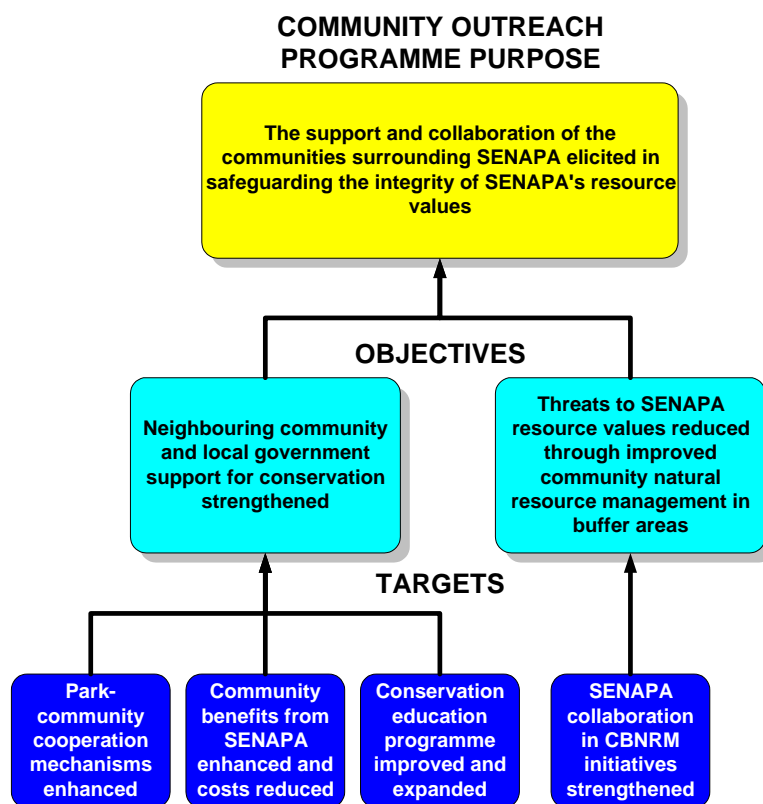 COMMUNITY OUTREACH
PROGRAMME PURPOSE
The support and collaboration of the
communities surrounding SENAPA elicited in
safeguarding the integrity of SENAPA's resource
values
OBJECTIVES
Neighbouring community
and local government
support for conservation
strengthened
Threats to SENAPA
resource values reduced
through improved
community natural
resource management in
buffer areas
TARGETS
Park-
community
cooperation
mechanisms
enhanced
Community
benefits from
SENAPA
enhanced and
costs reduced
Conservation
education
programme
improved and
expanded
SENAPA
collaboration
in CBNRM
initiatives
strengthened